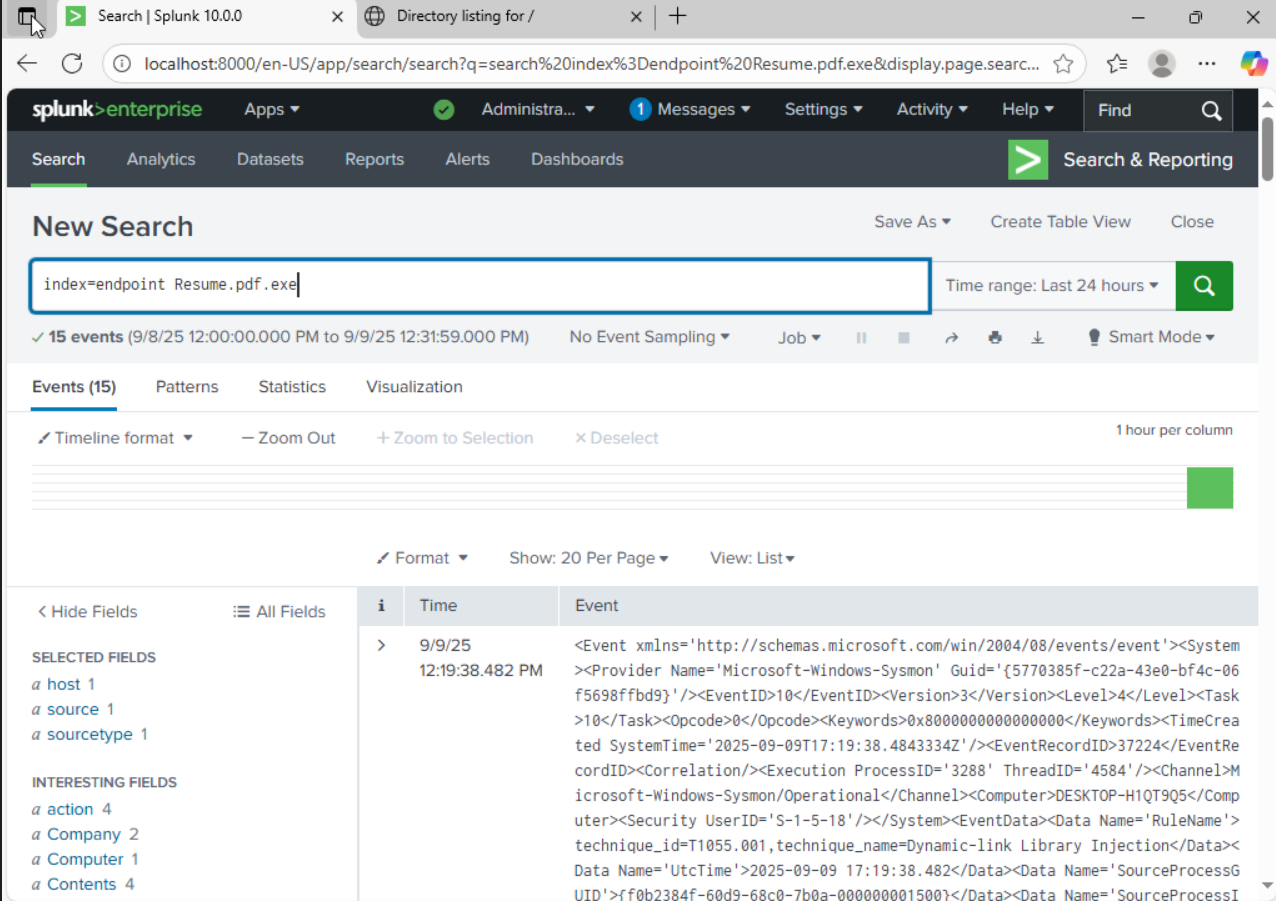 Search | Splunk 10.0.0
Directory listing for /
localhost:8000/en-US/app/search/search?q=search%20index%3Dendpoint%20Resume.pdf.exe&display.page.searc...
splunk>enterprise Apps Administra... 1 Messages Settings Activity Help Find
Search Analytics Datasets Reports Alerts Dashboards Search & Reporting
New Search Save As Create Table View Close
index=endpoint Resume.pdf.exe Time range: Last 24 hours
✓ 15 events (9/8/25 12:00:00.000 PM to 9/9/25 12:31:59.000 PM) No Event Sampling Job Smart Mode
Events (15) Patterns Statistics Visualization
Timeline format — Zoom Out + Zoom to Selection × Deselect 1 hour per column
Format Show: 20 Per Page View: List
< Hide Fields All Fields
SELECTED FIELDS
a host 1
a source 1
a sourcetype 1
INTERESTING FIELDS
a action 4
a Company 2
a Computer 1
a Contents 4
i Time Event
> 9/9/25
12:19:38.482 PM
<Event xmlns='http://schemas.microsoft.com/win/2004/08/events/event'><System
><Provider Name='Microsoft-Windows-Sysmon' Guid='{5770385f-c22a-43e0-bf4c-06
f5698ffbd9}'/><EventID>10</EventID><Version>3</Version><Level>4</Level><Task
>10</Task><Opcode>0</Opcode><Keywords>0x8000000000000000</Keywords><TimeCrea
ted SystemTime='2025-09-09T17:19:38.4843334Z'/><EventRecordID>37224</EventRe
cordID><Correlation/><Execution ProcessID='3288' ThreadID='4584'/><Channel>M
icrosoft-Windows-Sysmon/Operational</Channel><Computer>DESKTOP-H1QT9Q5</Comp
uter><Security UserID='S-1-5-18'/></System><EventData><Data Name='RuleName'>
technique_id=T1055.001,technique_name=Dynamic-link Library Injection</Data><
Data Name='UtcTime'>2025-09-09 17:19:38.482</Data><Data Name='SourceProcessG
UID'>{f0b2384f-60d9-68c0-7b0a-000000001500}</Data><Data Name='SourceProcessI